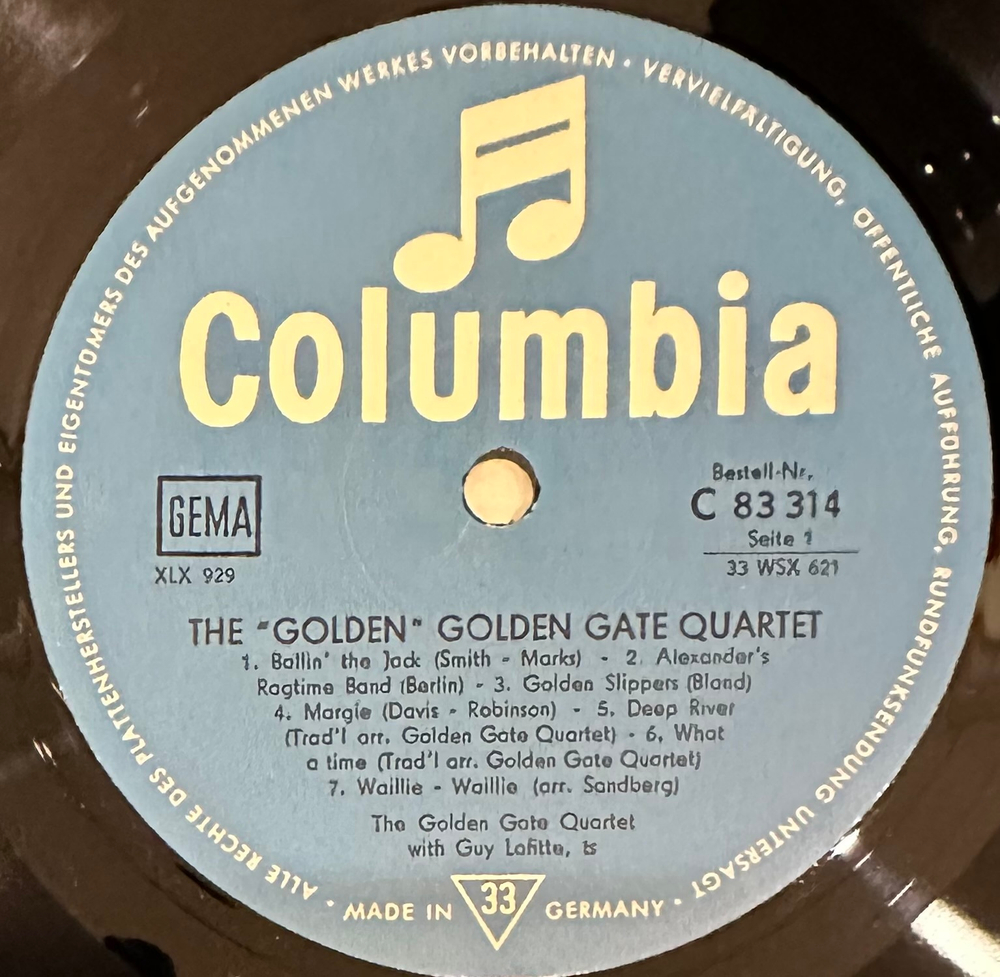 ALLE RECHTE DES PLATTENHERSTELLERS UND EIGENTÜMERS DES AUFGENOMMENEN WERKES VORBEHALTEN · VERVIELFÄLTIGUNG, ÖFFENTLICHE AUFFÜHRUNG, RUNDFUNKSENDUNG UNTERSAGT ·
Columbia
GEMA
XLX 929
Bestell-Nr.
C 83 314
Seite 1
33 WSX 621
THE "GOLDEN" GOLDEN GATE QUARTET
1. Ballin' the Jack (Smith - Marks) - 2. Alexander's
Ragtime Band (Berlin) - 3. Golden Slippers (Bland)
4. Margie (Davis - Robinson) - 5. Deep River
(Trad'l arr. Golden Gate Quartet) - 6. What
a time (Trad'l arr. Golden Gate Quartet)
7. Waillie - Waillie (arr. Sandberg)
The Golden Gate Quartet
with Guy Lafitte, ts
· MADE IN 33 GERMANY ·